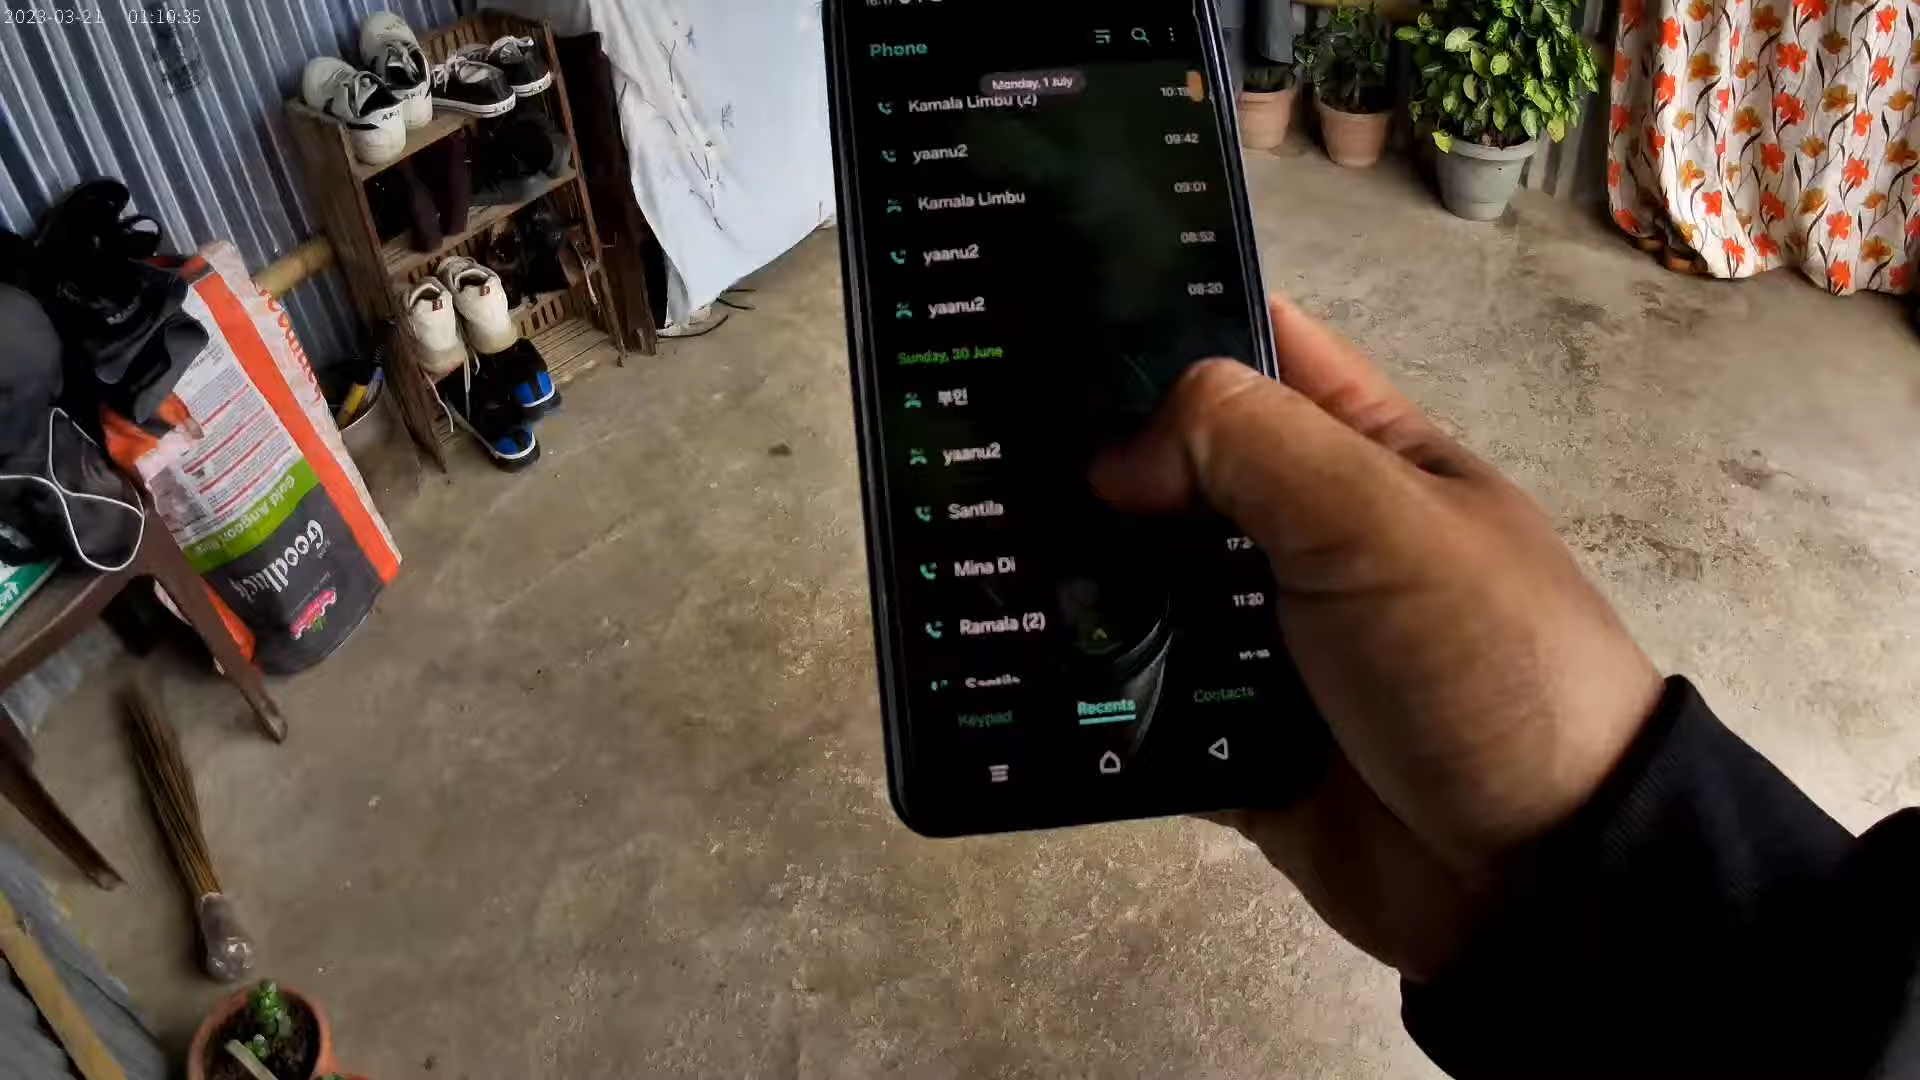 2023-03-21 01:10:35
Phone
Monday, 1 July
Kamala Limbu (2)
yaanu2 09:42
Kamala Limbu 09:01
yaanu2 08:52
yaanu2 08:20
Sunday, 30 June
부인
yaanu2
Santila
Mina Di
Ramala (2) 11:20
Keypad Recents Contacts
Goodluck